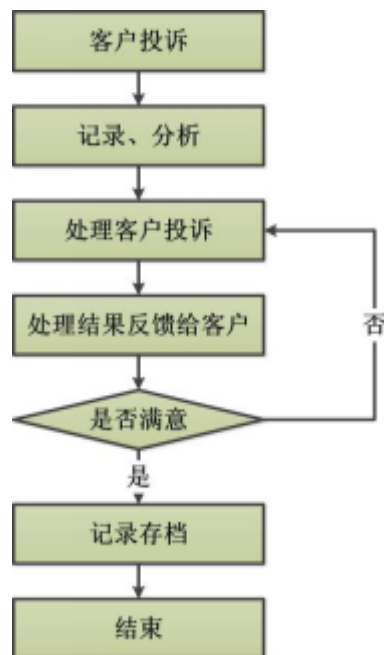 客户投诉
记录、分析
处理客户投诉
处理结果反馈给客户
否
是否满意
是
记录存档
结束